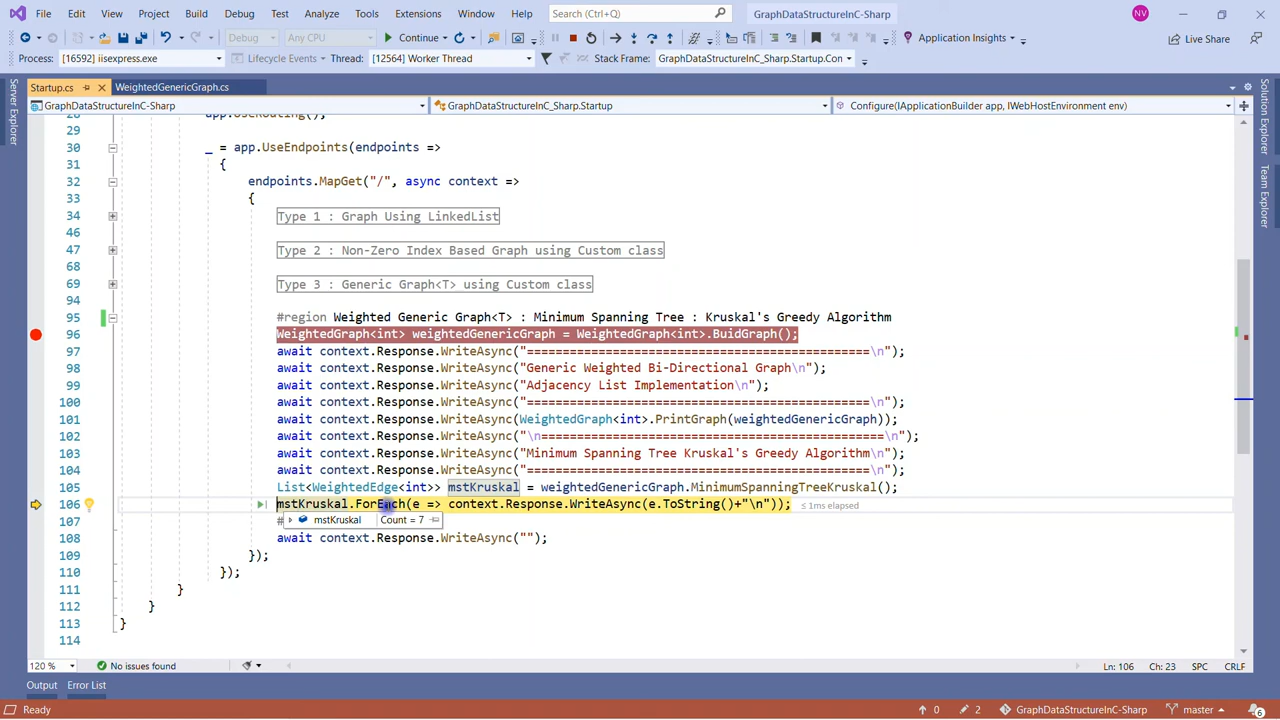 File Edit View Project Build Debug Test Analyze Tools Extensions Window Help Search (Ctrl+Q) GraphDataStructureInC-Sharp NV
Debug Any CPU Continue Application Insights Live Share
Process: [16592] iisexpress.exe Lifecycle Events Thread: [12564] Worker Thread Stack Frame: GraphDataStructureInC_Sharp.Startup.Con
Startup.cs WeightedGenericGraph.cs
GraphDataStructureInC-Sharp GraphDataStructureInC_Sharp.Startup Configure(IApplicationBuilder app, IWebHostEnvironment env)
Server Explorer
Solution Explorer
Team Explorer
28 app.UseRouting();
29
30 _ = app.UseEndpoints(endpoints =>
31 {
32 endpoints.MapGet("/", async context =>
33 {
34 Type 1 : Graph Using LinkedList
46
47 Type 2 : Non-Zero Index Based Graph using Custom class
68
69 Type 3 : Generic Graph<T> using Custom class
94
95 #region Weighted Generic Graph<T> : Minimum Spanning Tree : Kruskal's Greedy Algorithm
96 WeightedGraph<int> weightedGenericGraph = WeightedGraph<int>.BuidGraph();
97 await context.Response.WriteAsync("================================================\n");
98 await context.Response.WriteAsync("Generic Weighted Bi-Directional Graph\n");
99 await context.Response.WriteAsync("Adjacency List Implementation\n");
100 await context.Response.WriteAsync("================================================\n");
101 await context.Response.WriteAsync(WeightedGraph<int>.PrintGraph(weightedGenericGraph));
102 await context.Response.WriteAsync("\n================================================\n");
103 await context.Response.WriteAsync("Minimum Spanning Tree Kruskal's Greedy Algorithm\n");
104 await context.Response.WriteAsync("================================================\n");
105 List<WeightedEdge<int>> mstKruskal = weightedGenericGraph.MinimumSpanningTreeKruskal();
106 mstKruskal.ForEach(e => context.Response.WriteAsync(e.ToString()+"\n")); ≤ 1ms elapsed
107 # mstKruskal Count = 7
108 await context.Response.WriteAsync("");
109 });
110 });
111 }
112 }
113 }
114
120 % No issues found Ln: 106 Ch: 23 SPC CRLF
Output Error List
Ready 0 2 GraphDataStructureInC-Sharp master 6